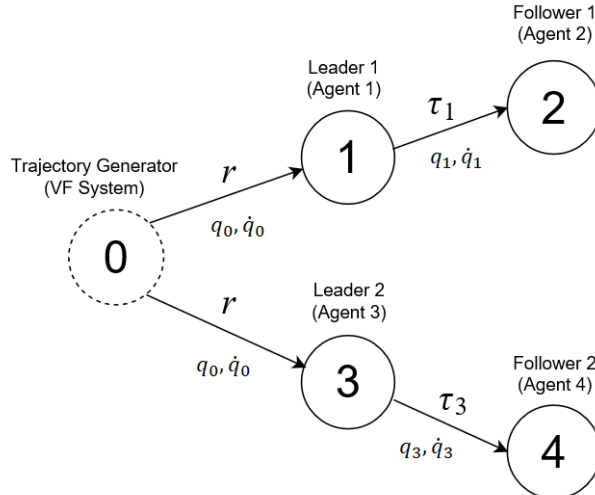 Follower 1
(Agent 2)
Leader 1
(Agent 1)
τ₁
2
1
q₁, q̇₁
Trajectory Generator
(VF System)
r
q₀, q̇₀
0
Leader 2
(Agent 3)
r
q₀, q̇₀
3
Follower 2
(Agent 4)
τ₃
q₃, q̇₃
4